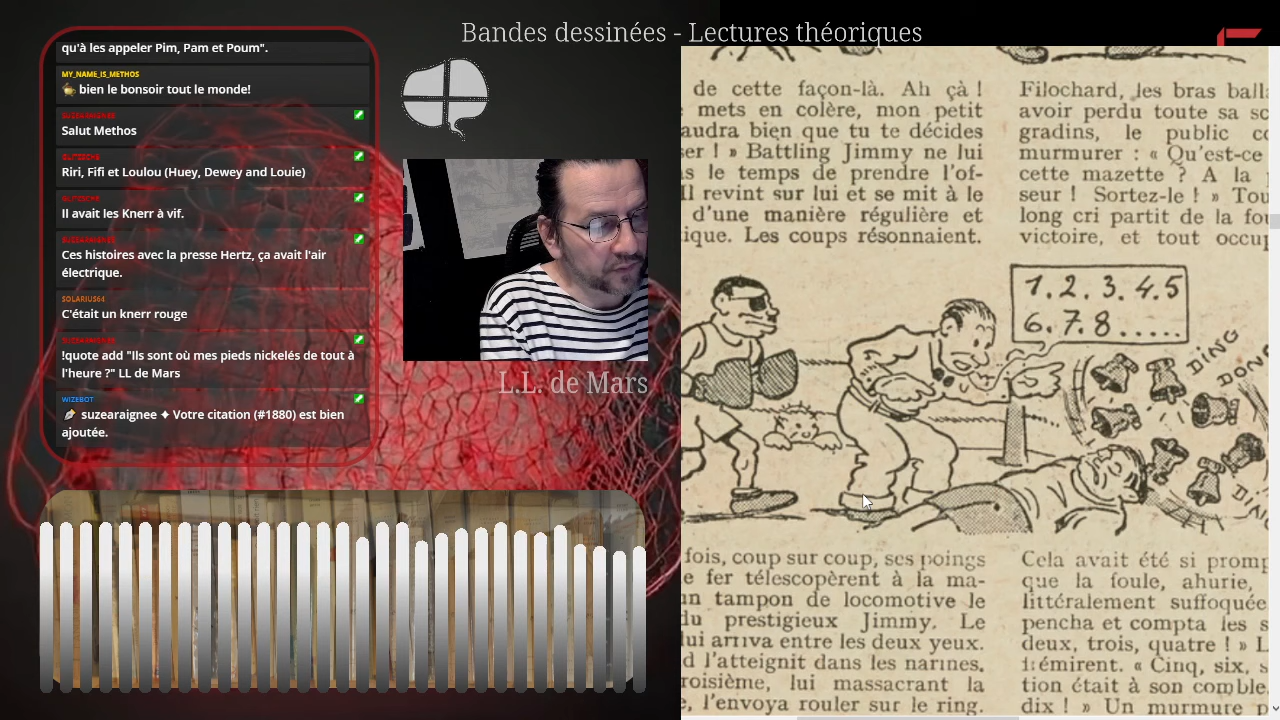 Bandes dessinées - Lectures théoriques
qu'à les appeler Pim, Pam et Poum".
MY_NAME_IS_METHOS
bien le bonsoir tout le monde!
SUZEARAIGNEE
Salut Methos
Riri, Fifi et Loulou (Huey, Dewey and Louie)
Il avait les Knerr à vif.
SUZEARAIGNEE
Ces histoires avec la presse Hertz, ça avait l'air
électrique.
SOLARIUS64
C'était un knerr rouge
SUZEARAIGNEE
!quote add "Ils sont où mes pieds nickelés de tout à
l'heure ?" LL de Mars
WIZEBOT
suzearaignee ✦ Votre citation (#1880) est bien
ajoutée.
L.L. de Mars
de cette façon-là. Ah çà !
mets en colère, mon petit
audra bien que tu te décides
ser ! » Battling Jimmy ne lui
s le temps de prendre l'of-
Il revint sur lui et se mit à le
d'une manière régulière et
ique. Les coups résonnaient.
Filochard, les bras balla
avoir perdu toute sa sc
gradins, le public co
murmurer : « Qu'est-ce
cette mazette ? A la
seur ! Sortez-le ! » Tou
long cri partit de la fou
victoire, et tout occup
1.2.3.4.5
6.7.8.....
DING
DONG
DING
fois, coup sur coup, ses poings
e fer télescopèrent à la ma-
un tampon de locomotive le
du prestigieux Jimmy. Le
lui arriva entre les deux yeux.
d l'atteignit dans les narines.
roisième, lui massacrant la
, l'envoya rouler sur le ring.
Cela avait été si promp
que la foule, ahurie,
littéralement suffoquée
pencha et compta les s
deux, trois, quatre ! » L
frémirent. « Cinq, six, s
tion était à son comble.
dix ! » Un murmure p